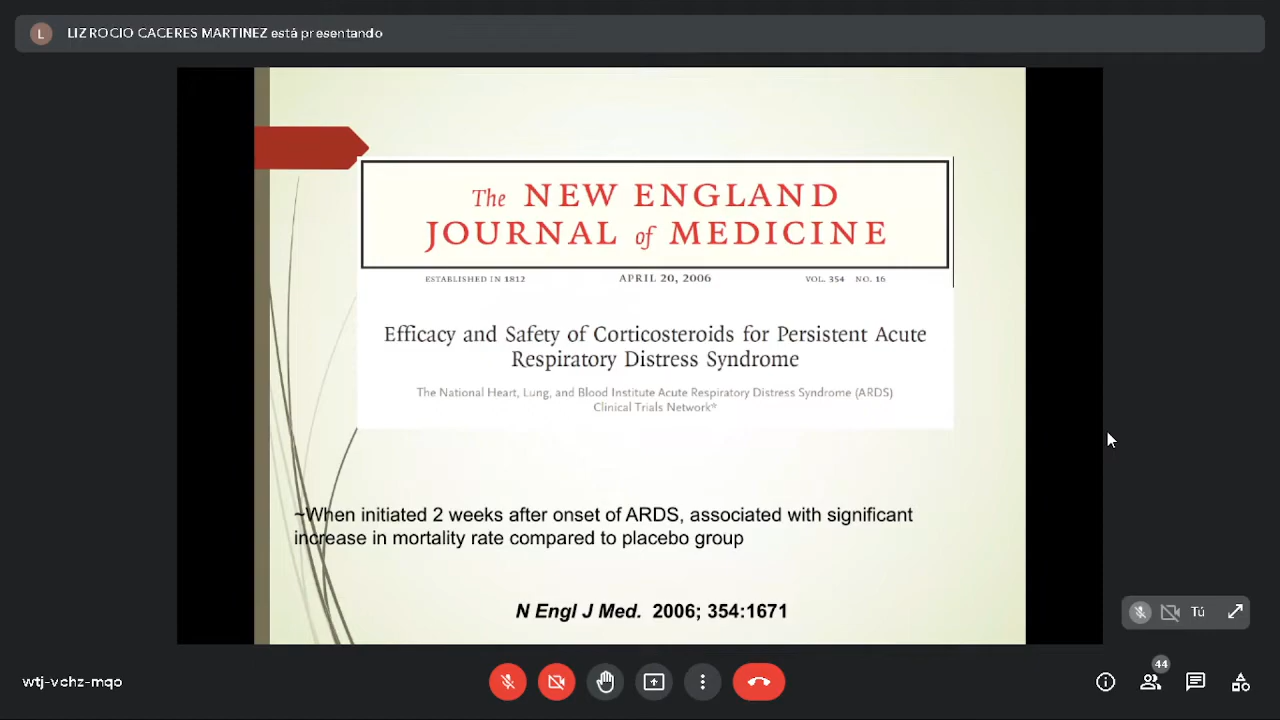 L
LIZ ROCIO CACERES MARTINEZ está presentando
The NEW ENGLAND
JOURNAL of MEDICINE
ESTABLISHED IN 1812 APRIL 20, 2006 VOL. 354 NO. 16
Efficacy and Safety of Corticosteroids for Persistent Acute
Respiratory Distress Syndrome
The National Heart, Lung, and Blood Institute Acute Respiratory Distress Syndrome (ARDS)
Clinical Trials Network*
~When initiated 2 weeks after onset of ARDS, associated with significant
increase in mortality rate compared to placebo group
N Engl J Med. 2006; 354:1671
Tú
wtj-vchz-mqo
44